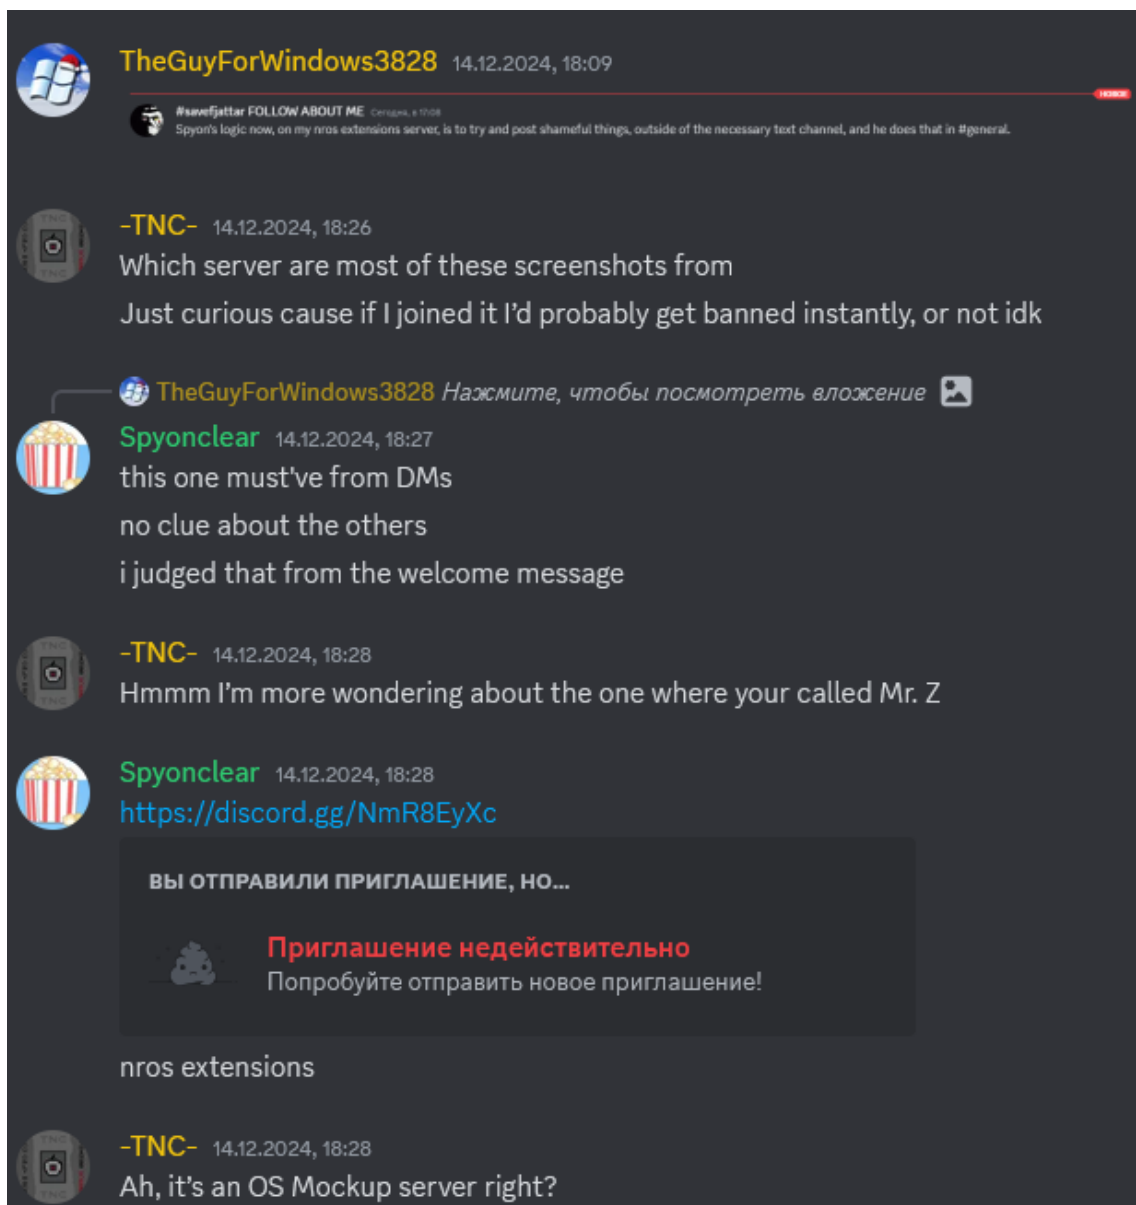 TheGuyForWindows3828 14.12.2024, 18:09
НОВОЕ
#savefjattar FOLLOW ABOUT ME Сегодня, в 17:08
Spyon's logic now, on my nros extensions server, is to try and post shameful things, outside of the necessary text channel, and he does that in #general.
-TNC- 14.12.2024, 18:26
Which server are most of these screenshots from
Just curious cause if I joined it I’d probably get banned instantly, or not idk
TheGuyForWindows3828 Нажмите, чтобы посмотреть вложение
Spyonclear 14.12.2024, 18:27
this one must've from DMs
no clue about the others
i judged that from the welcome message
-TNC- 14.12.2024, 18:28
Hmmm I’m more wondering about the one where your called Mr. Z
Spyonclear 14.12.2024, 18:28
https://discord.gg/NmR8EyXc
ВЫ ОТПРАВИЛИ ПРИГЛАШЕНИЕ, НО...
Приглашение недействительно
Попробуйте отправить новое приглашение!
nros extensions
-TNC- 14.12.2024, 18:28
Ah, it’s an OS Mockup server right?